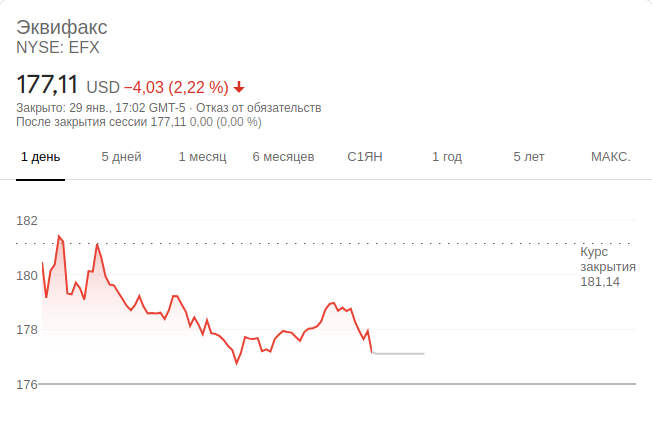 Эквифакс
NYSE: EFX
177,11 USD −4,03 (2,22 %)
Закрыто: 29 янв., 17:02 GMT-5 · Отказ от обязательств
После закрытия сессии 177,11 0,00 (0,00 %)
1 день 5 дней 1 месяц 6 месяцев С1ЯН 1 год 5 лет МАКС.
182
Курс
закрытия
181,14
180
178
176